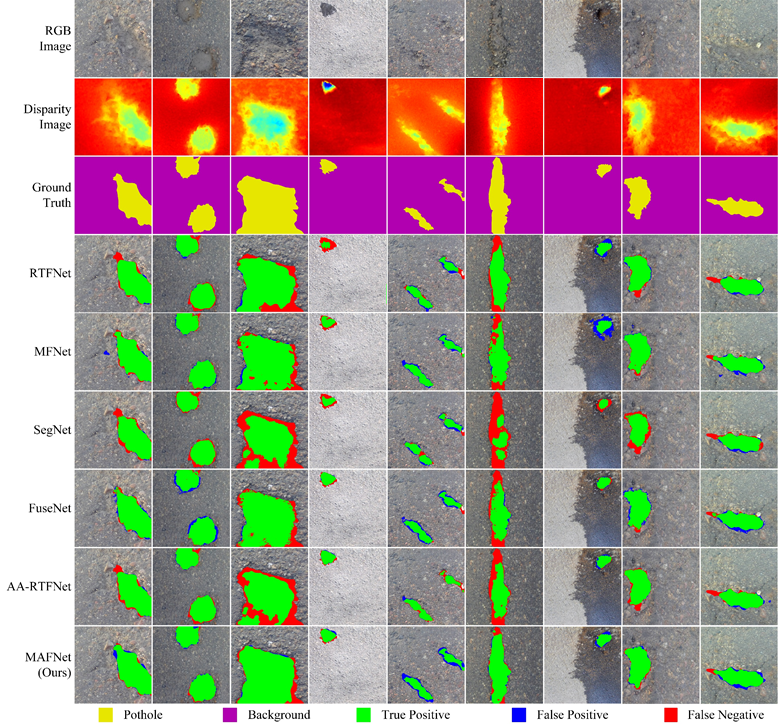 RGB
Image
Disparity
Image
Ground
Truth
RTFNet
MFNet
SegNet
FuseNet
AA-RTFNet
MAFNet
(Ours)
Pothole Background True Positive False Positive False Negative